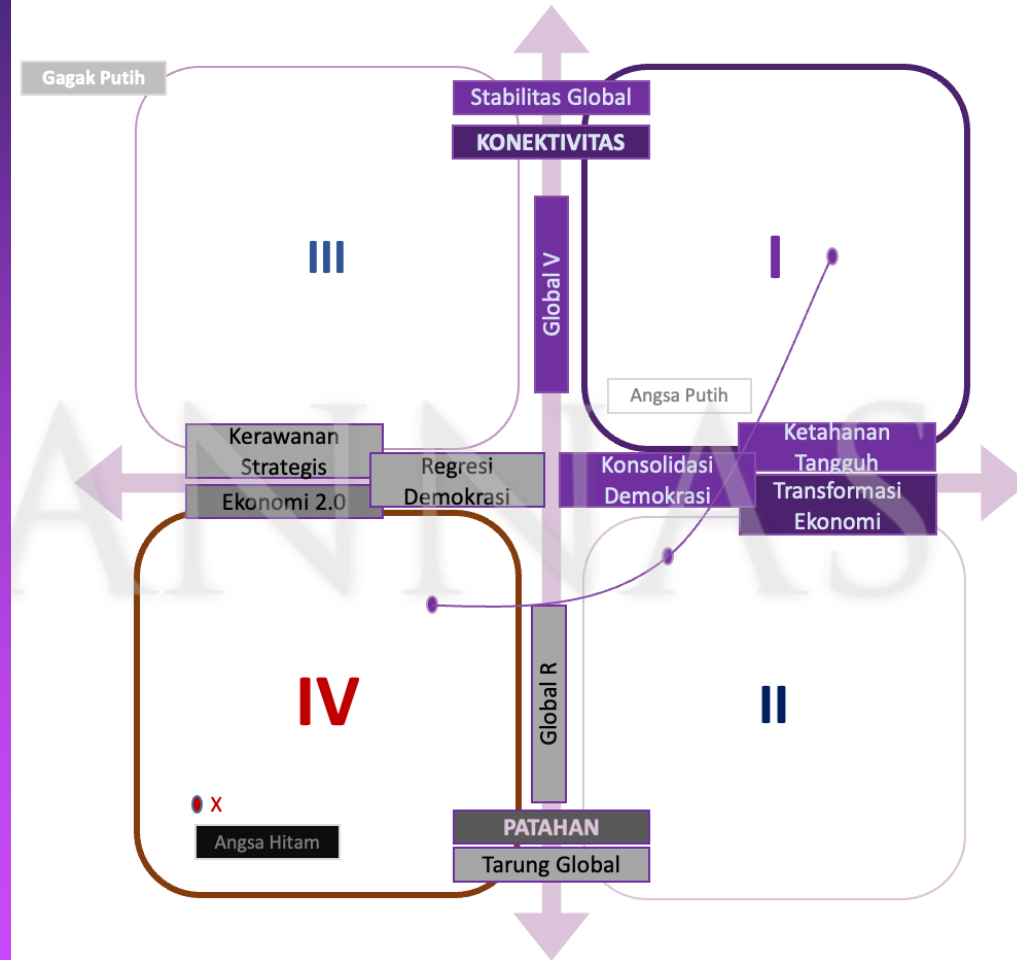 Gagak Putih
Stabilitas Global
KONEKTIVITAS
III
I
Global V
Angsa Putih
Kerawanan
Strategis
Ekonomi 2.0
Regresi
Demokrasi
Konsolidasi
Demokrasi
Ketahanan
Tangguh
Transformasi
Ekonomi
ANNAS
IV
II
Global R
X
Angsa Hitam
PATAHAN
Tarung Global